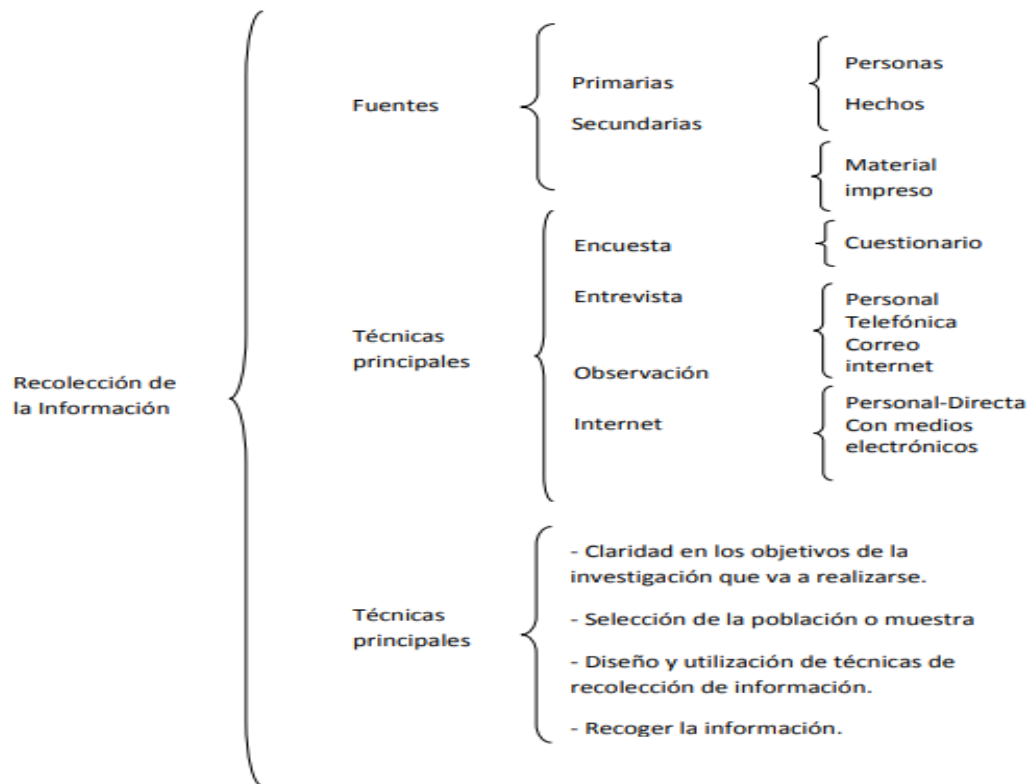 Recolección de
la Información
Fuentes
Primarias
Secundarias
Personas
Hechos
Material
impreso
Técnicas
principales
Encuesta
Entrevista
Observación
Internet
Cuestionario
Personal
Telefónica
Correo
internet
Personal-Directa
Con medios
electrónicos
Técnicas
principales
- Claridad en los objetivos de la
investigación que va a realizarse.
- Selección de la población o muestra
- Diseño y utilización de técnicas de
recolección de información.
- Recoger la información.